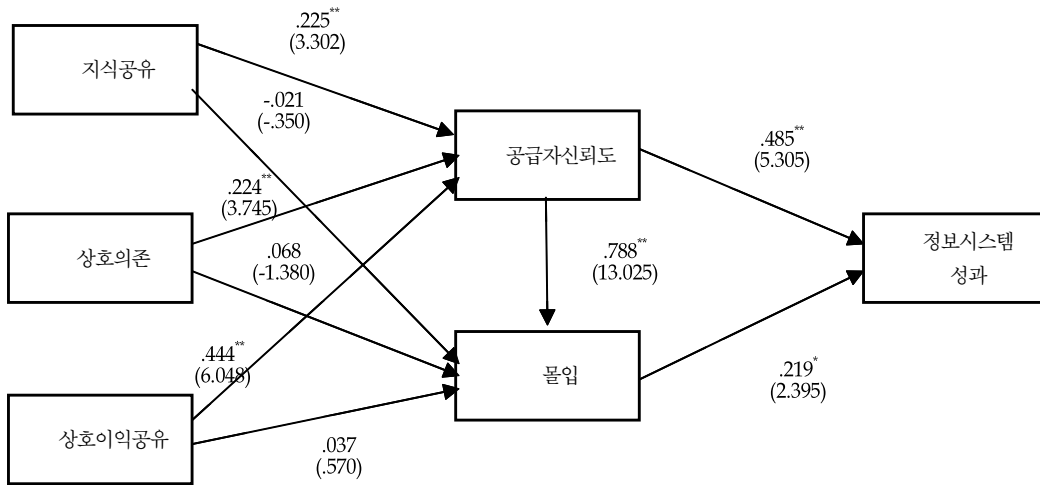 .225**
(3.302)
지식공유
-.021
(-.350)
공급자신뢰도
.485**
(5.305)
.224**
(3.745)
상호의존
.068
(-1.380)
.788**
(13.025)
정보시스템
성과
.444**
(6.048)
몰입
.219*
(2.395)
상호이익공유
.037
(.570)